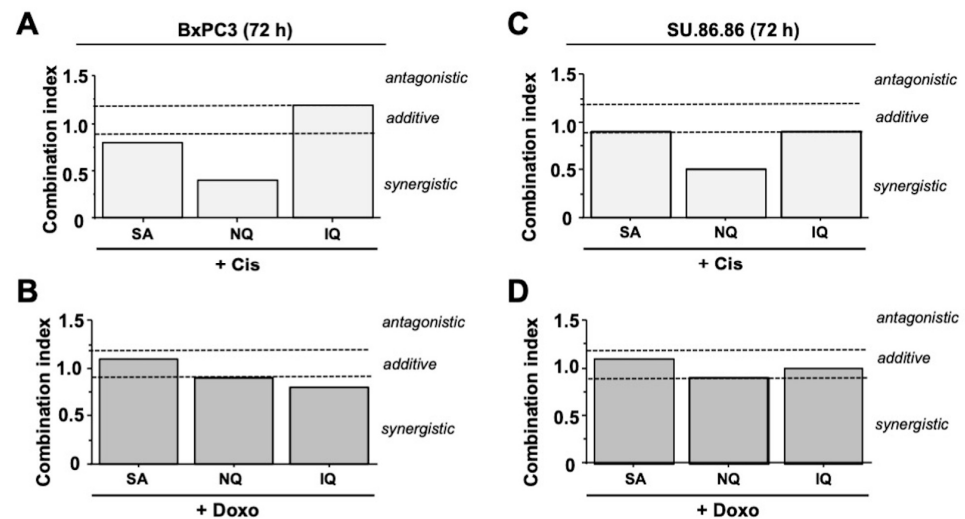 A
BxPC3 (72 h)
Combination index
1.5
1.0
0.5
0
antagonistic
additive
synergistic
SA NQ IQ
+ Cis
B
Combination index
1.5
1.0
0.5
0
antagonistic
additive
synergistic
SA NQ IQ
+ Doxo
C
SU.86.86 (72 h)
Combination index
1.5
1.0
0.5
0
antagonistic
additive
synergistic
SA NQ IQ
+ Cis
D
Combination index
1.5
1.0
0.5
0
antagonistic
additive
synergistic
SA NQ IQ
+ Doxo